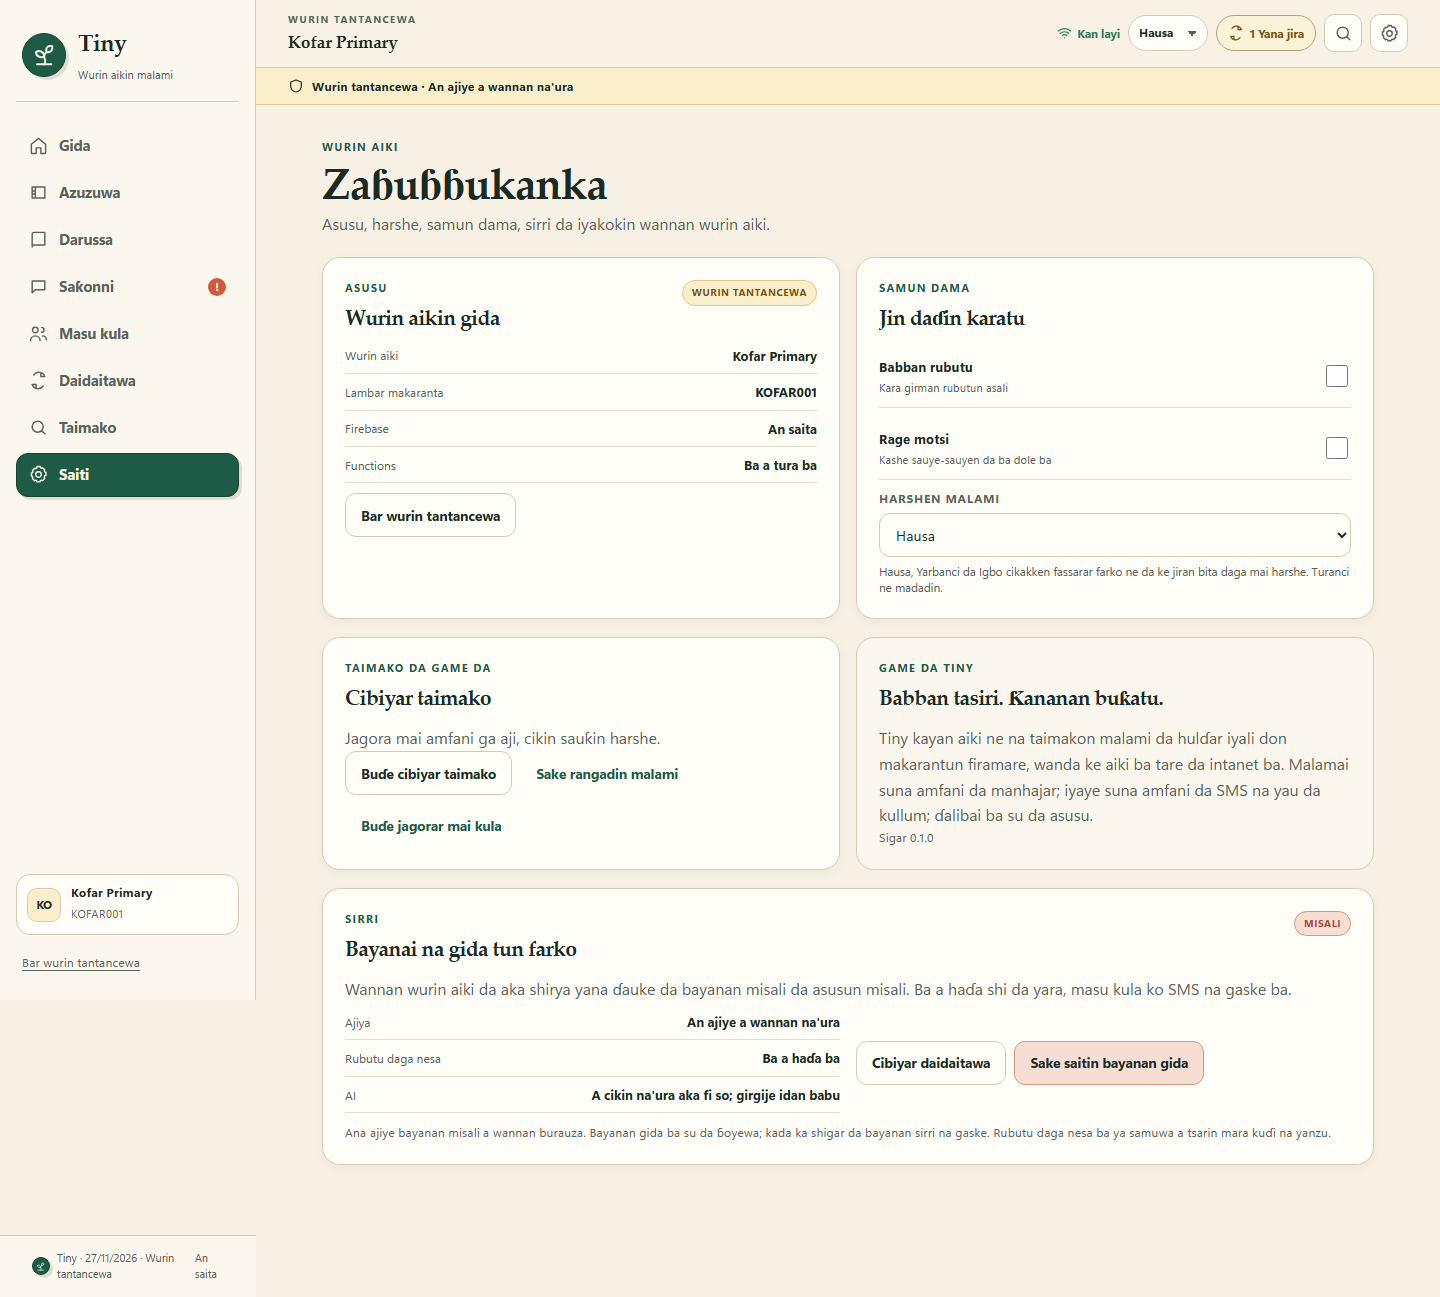 Tiny
Wurin aikin malami
Gida
Azuzuwa
Darussa
Saƙonni
!
Masu kula
Daidaitawa
Taimako
Saiti
KO
Kofar Primary
KOFAR001
Bar wurin tantancewa
Tiny · 27/11/2026 · Wurin
tantancewa
An
saita
WURIN TANTANCEWA
Kofar Primary
Kan layi
Hausa
1 Yana jira
Wurin tantancewa · An ajiye a wannan na'ura
WURIN AIKI
Zaɓuɓɓukanka
Asusu, harshe, samun dama, sirri da iyakokin wannan wurin aiki.
ASUSU
WURIN TANTANCEWA
Wurin aikin gida
Wurin aiki
Kofar Primary
Lambar makaranta
KOFAR001
Firebase
An saita
Functions
Ba a tura ba
Bar wurin tantancewa
SAMUN DAMA
Jin daɗin karatu
Babban rubutu
Kara girman rubutun asali
Rage motsi
Kashe sauye-sauyen da ba dole ba
HARSHEN MALAMI
Hausa
Hausa, Yarbanci da Igbo cikakken fassarar farko ne da ke jiran bita daga mai harshe. Turanci
ne madadin.
TAIMAKO DA GAME DA
Cibiyar taimako
Jagora mai amfani ga aji, cikin sauƙin harshe.
Buɗe cibiyar taimako
Sake rangadin malami
Buɗe jagorar mai kula
GAME DA TINY
Babban tasiri. Ƙananan buƙatu.
Tiny kayan aiki ne na taimakon malami da hulɗar iyali don
makarantun firamare, wanda ke aiki ba tare da intanet ba. Malamai
suna amfani da manhajar; iyaye suna amfani da SMS na yau da
kullum; ɗalibai ba su da asusu.
Sigar 0.1.0
SIRRI
MISALI
Bayanai na gida tun farko
Wannan wurin aiki da aka shirya yana ɗauke da bayanan misali da asusun misali. Ba a haɗa shi da yara, masu kula ko SMS na gaske ba.
Ajiya
An ajiye a wannan na'ura
Rubutu daga nesa
Ba a haɗa ba
AI
A cikin na'ura aka fi so; girgije idan babu
Cibiyar daidaitawa
Sake saitin bayanan gida
Ana ajiye bayanan misali a wannan burauza. Bayanan gida ba su da ɓoyewa; kada ka shigar da bayanan sirri na gaske. Rubutu daga nesa ba ya samuwa a tsarin mara kuɗi na yanzu.